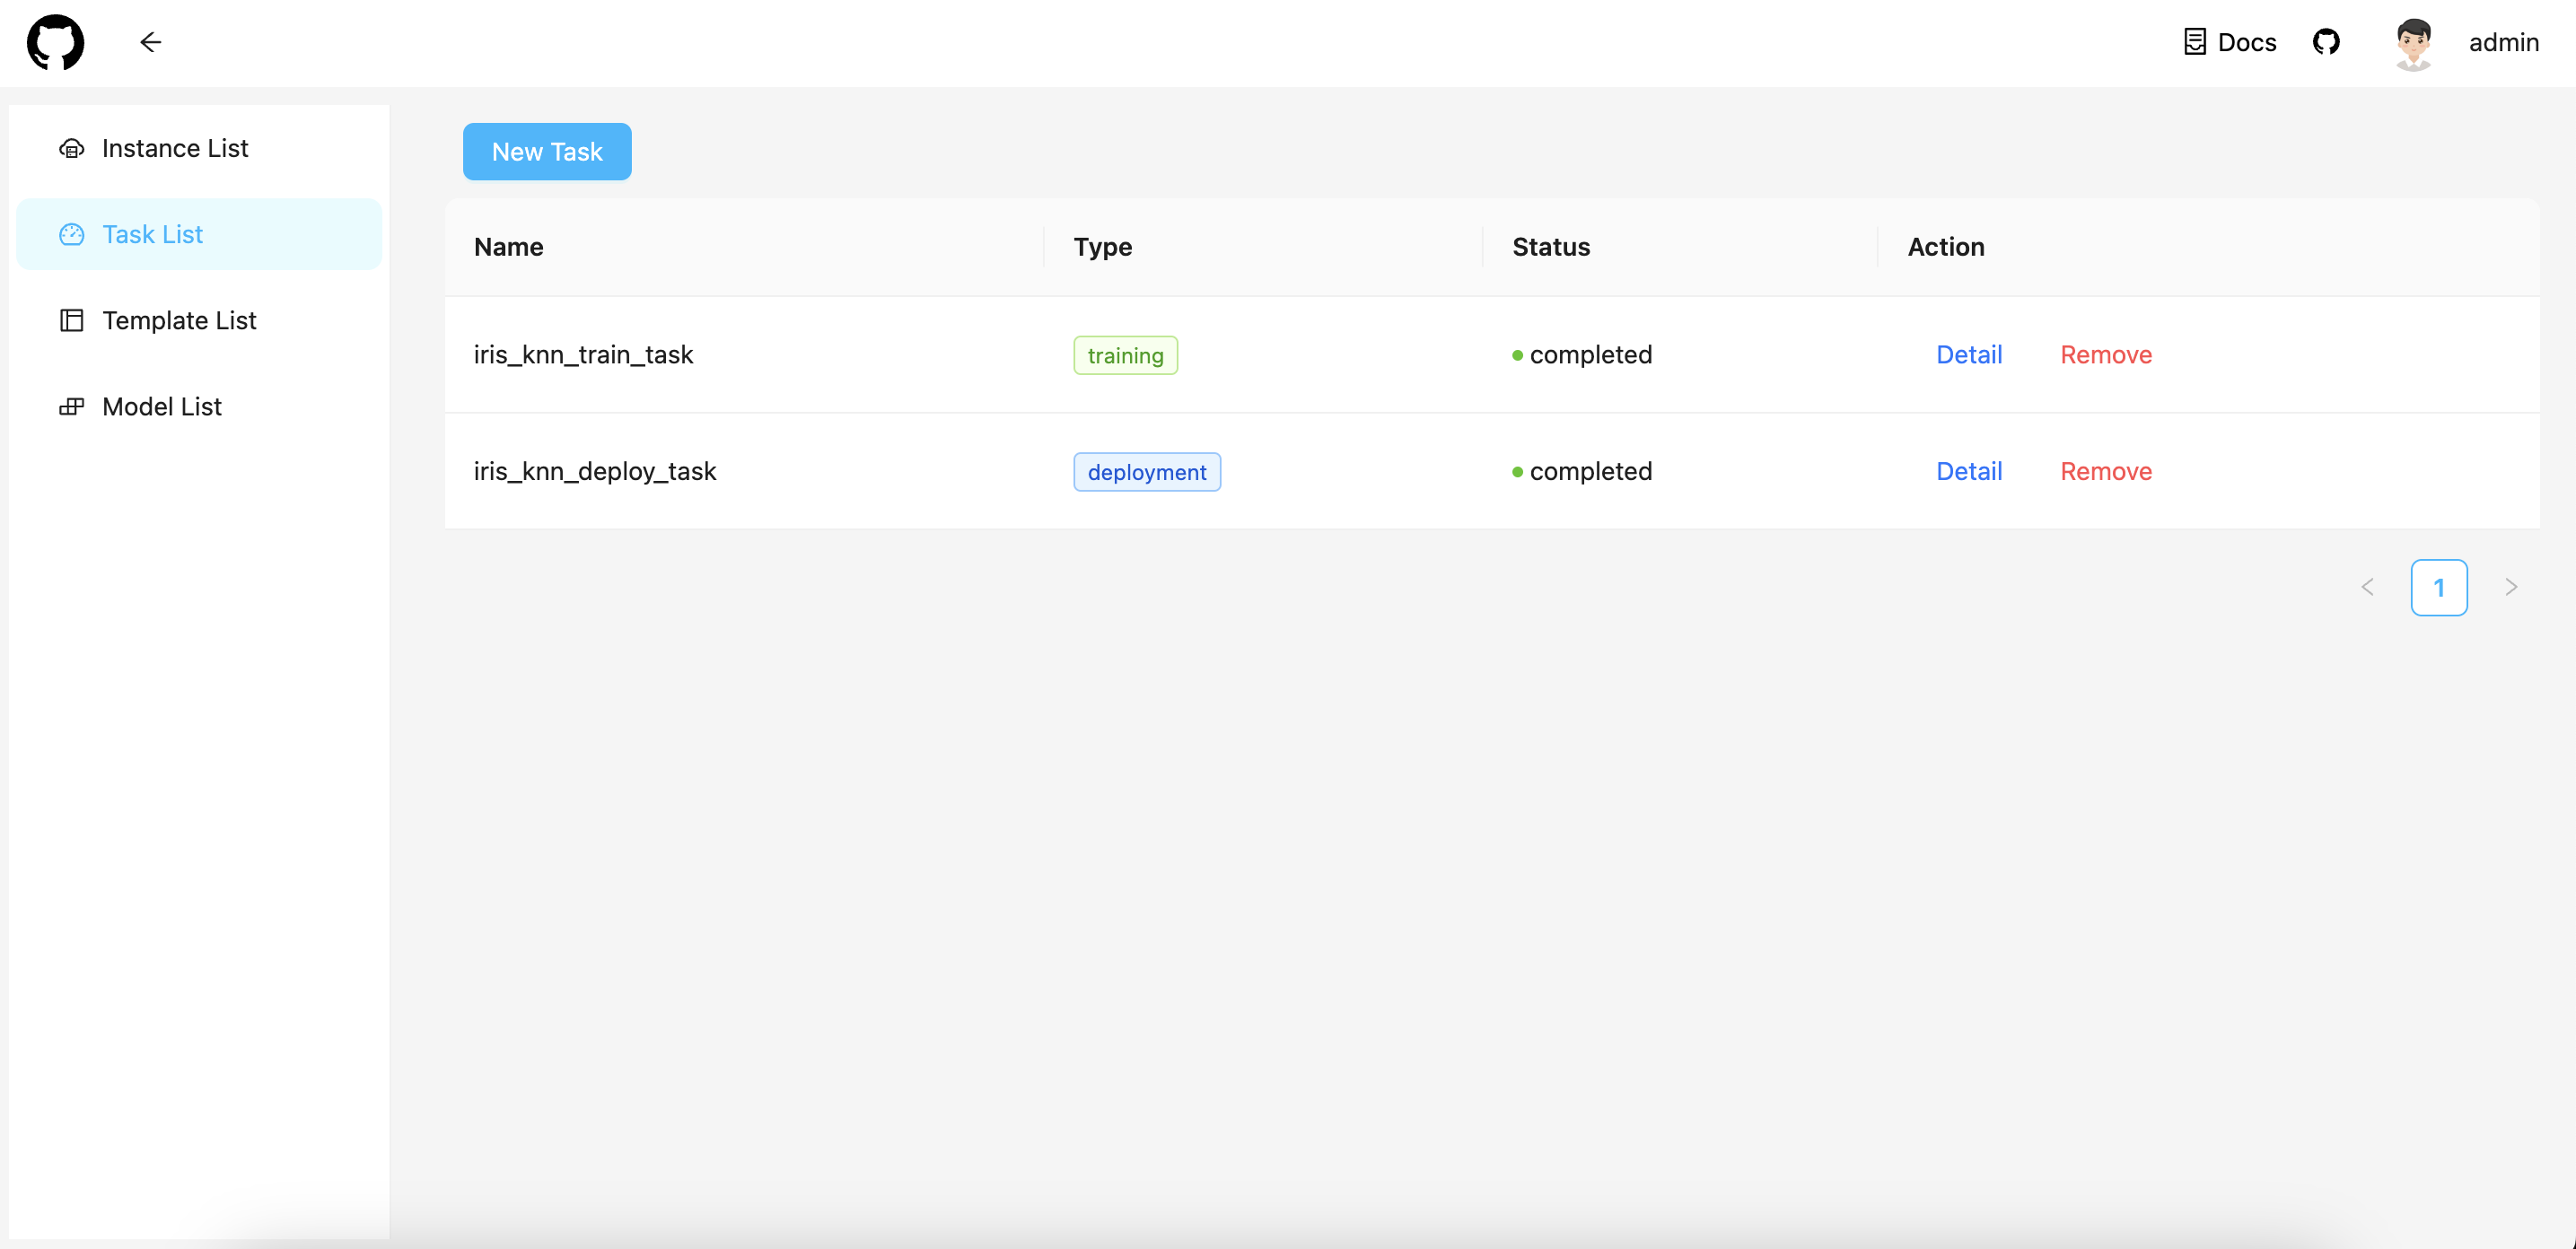 Docs admin
Instance List
Task List
Template List
Model List
New Task
Name Type Status Action
iris_knn_train_task training completed Detail Remove
iris_knn_deploy_task deployment completed Detail Remove
1